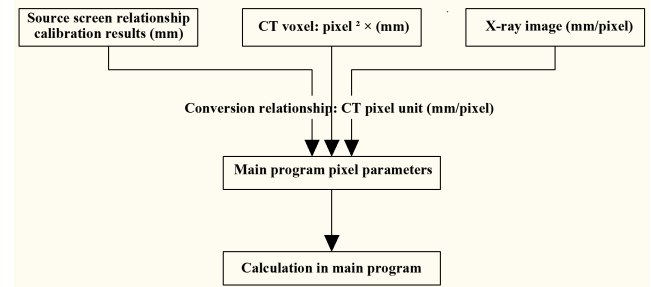 Source screen relationship
calibration results (mm)
CT voxel: pixel ² × (mm)
X-ray image (mm/pixel)
Conversion relationship: CT pixel unit (mm/pixel)
Main program pixel parameters
Calculation in main program